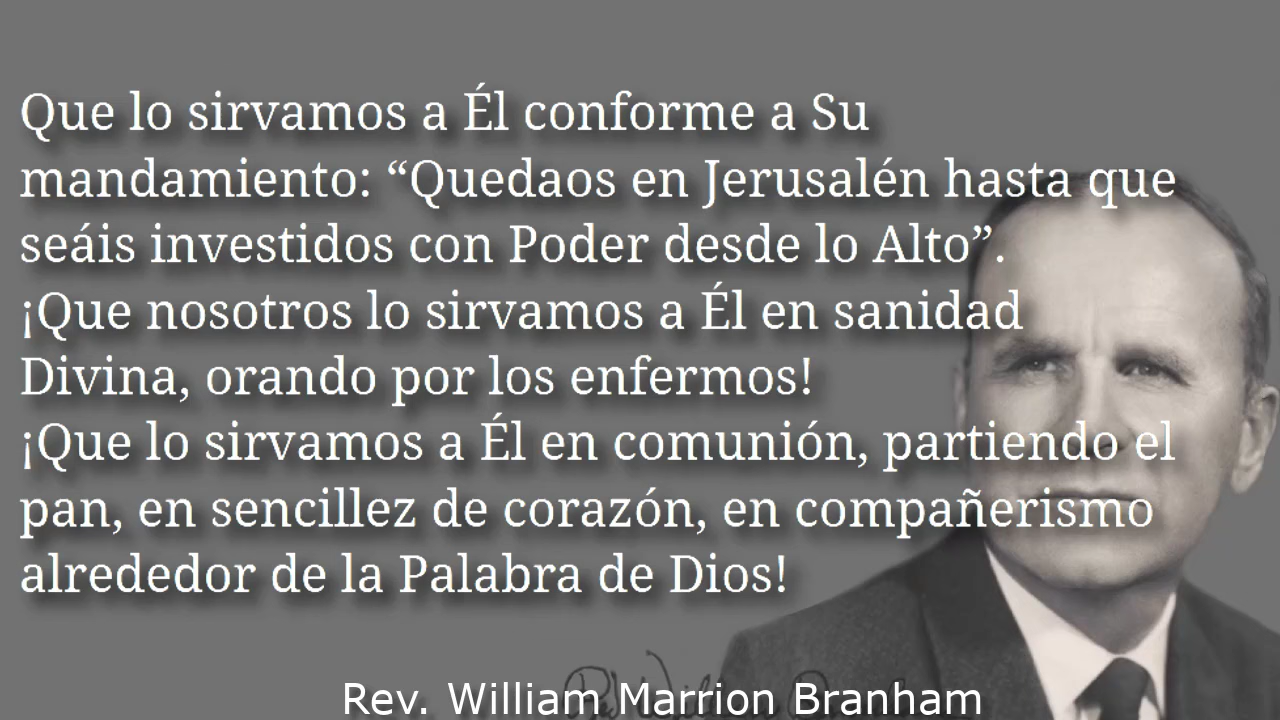 Que lo sirvamos a Él conforme a Su
mandamiento: “Quedaos en Jerusalén hasta que
seáis investidos con Poder desde lo Alto”.
¡Que nosotros lo sirvamos a Él en sanidad
Divina, orando por los enfermos!
¡Que lo sirvamos a Él en comunión, partiendo el
pan, en sencillez de corazón, en compañerismo
alrededor de la Palabra de Dios!
Rev. William Marrion Branham